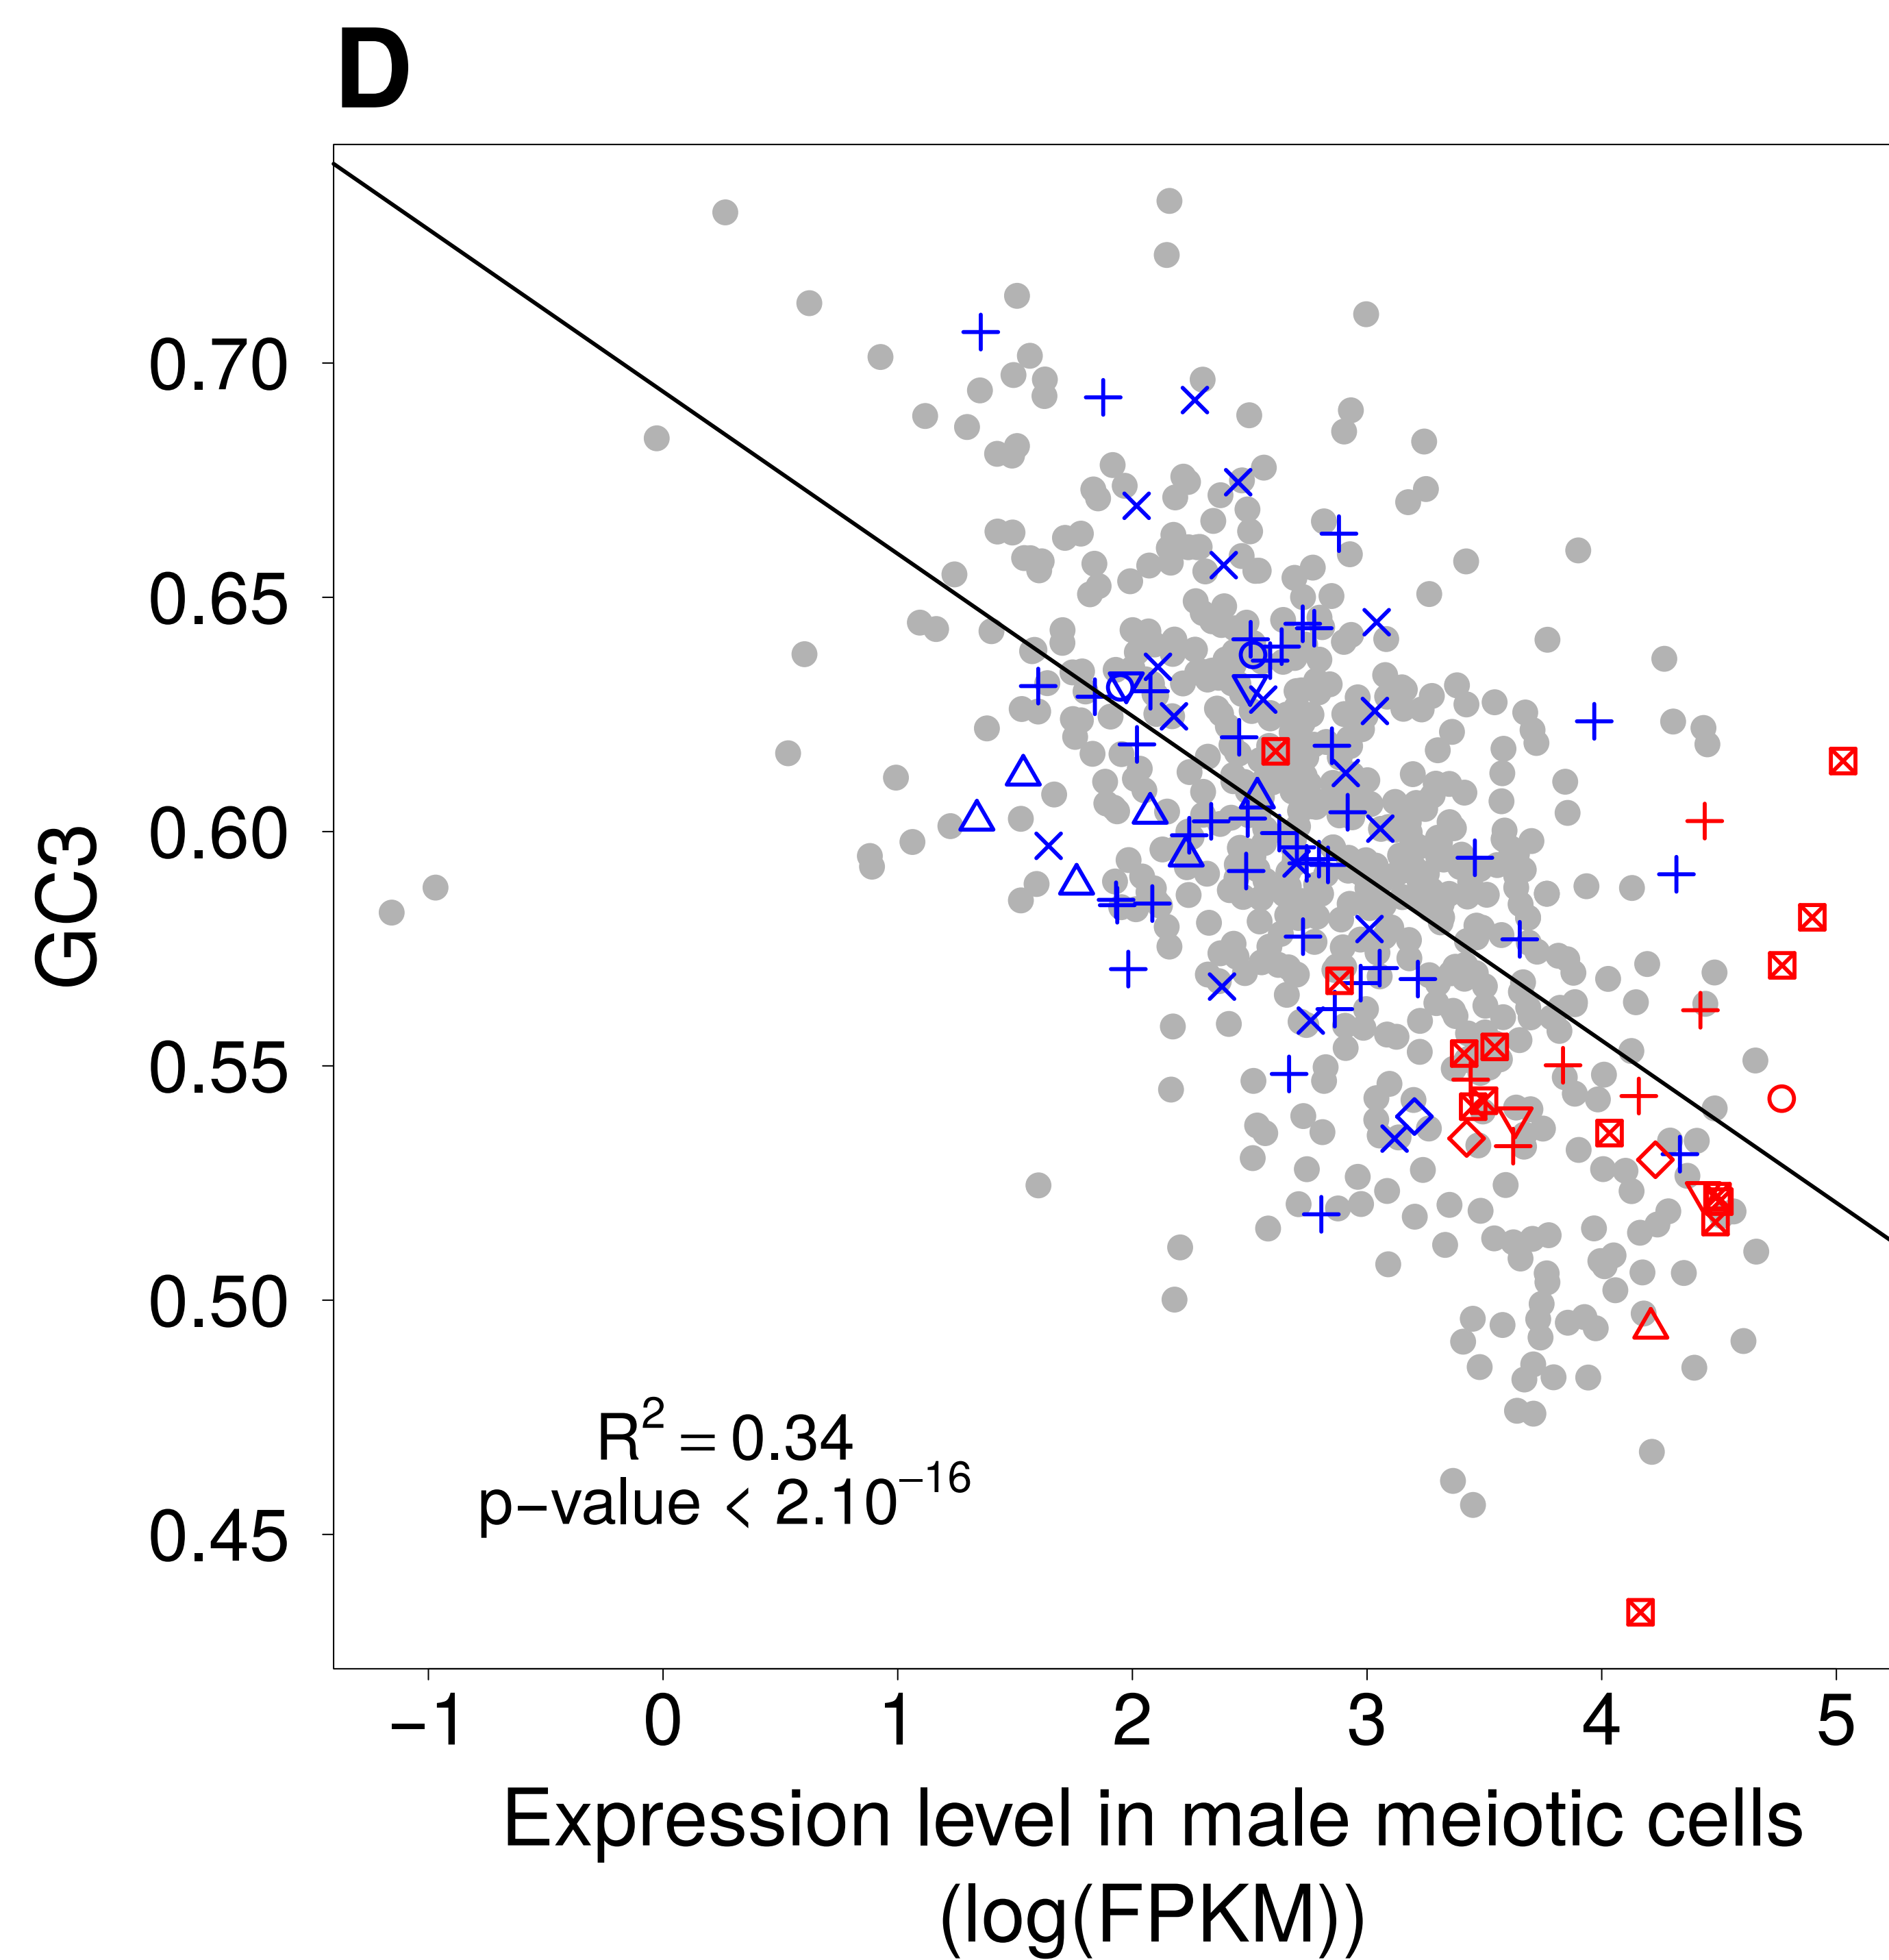 D
0.70
0.65
0.60
0.55
0.50
0.45
GC3
R² = 0.34
p−value < 2.10⁻¹⁶
−1 0 1 2 3 4 5
Expression level in male meiotic cells
(log(FPKM))